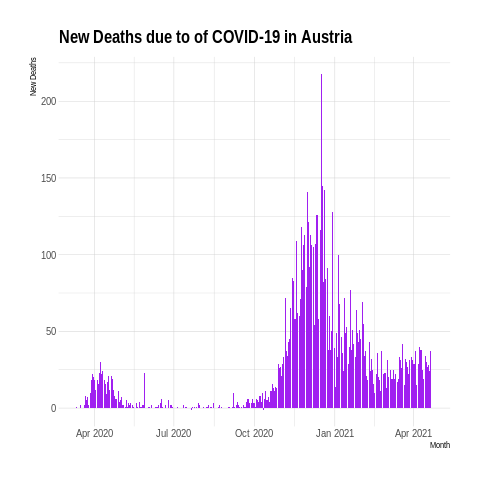 New Deaths due to of COVID-19 in Austria
New Deaths
200
150
100
50
0
Apr 2020
Jul 2020
Oct 2020
Jan 2021
Apr 2021
Month